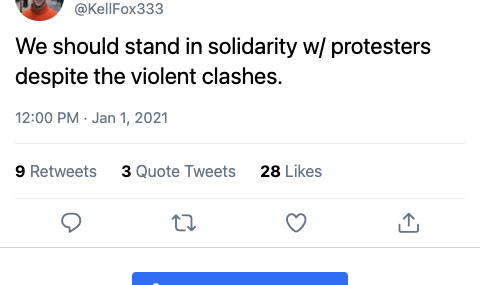 @KellFox333
We should stand in solidarity w/ protesters
despite the violent clashes.
12:00 PM · Jan 1, 2021
9 Retweets 3 Quote Tweets 28 Likes